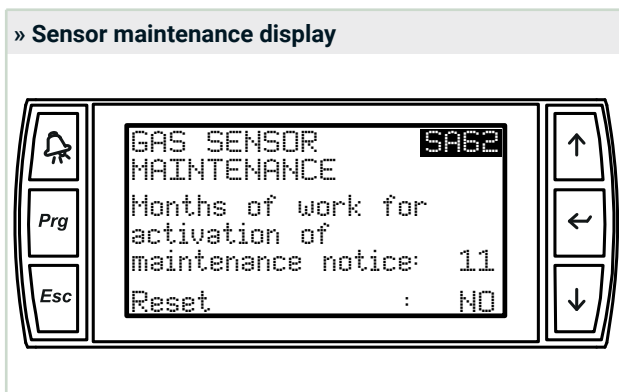 » Sensor maintenance display
GAS SENSOR SA62
MAINTENANCE
Prg
Months of work for
activation of
maintenance notice: 11
Esc
Reset : NO